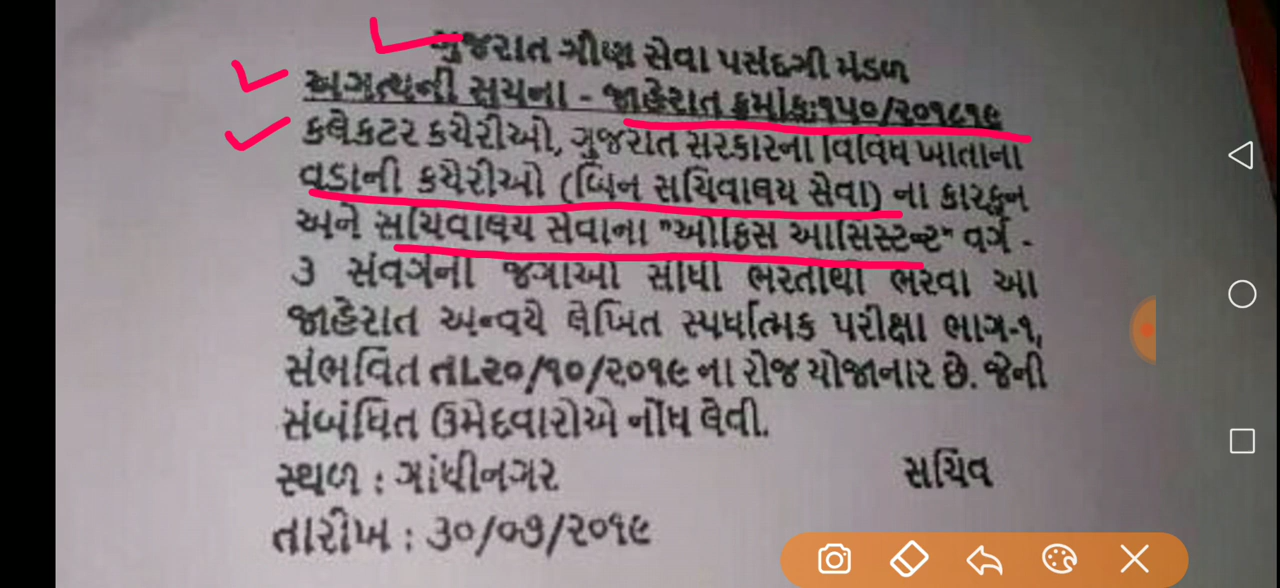 ગુજરાત ગૌણ સેવા પસંદગી મંડળ
અગત્યની સુચના - જાહેરાત ક્રમાંક:૧૫૦/૨૦૧૮૧૯
કલેકટર કચેરીઓ, ગુજરાત સરકારના વિવિધ ખાતાના
વડાની કચેરીઓ (બિન સચિવાલય સેવા) ના કારકુન
અને સચિવાલય સેવાના "ઓફિસ આસિસ્ટન્ટ" વર્ગ -
૩ સંવર્ગની જગાઓ સીધી ભરતીથી ભરવા આ
જાહેરાત અન્વયે લેખિત સ્પર્ધાત્મક પરીક્ષા ભાગ-૧,
સંભવિત તા.૨૦/૧૦/૨૦૧૯ ના રોજ યોજાનાર છે. જેની
સંબંધિત ઉમેદવારોએ નોંધ લેવી.
સ્થળ : ગાંધીનગર સચિવ
તારીખ : ૩૦/૦૭/૨૦૧૯